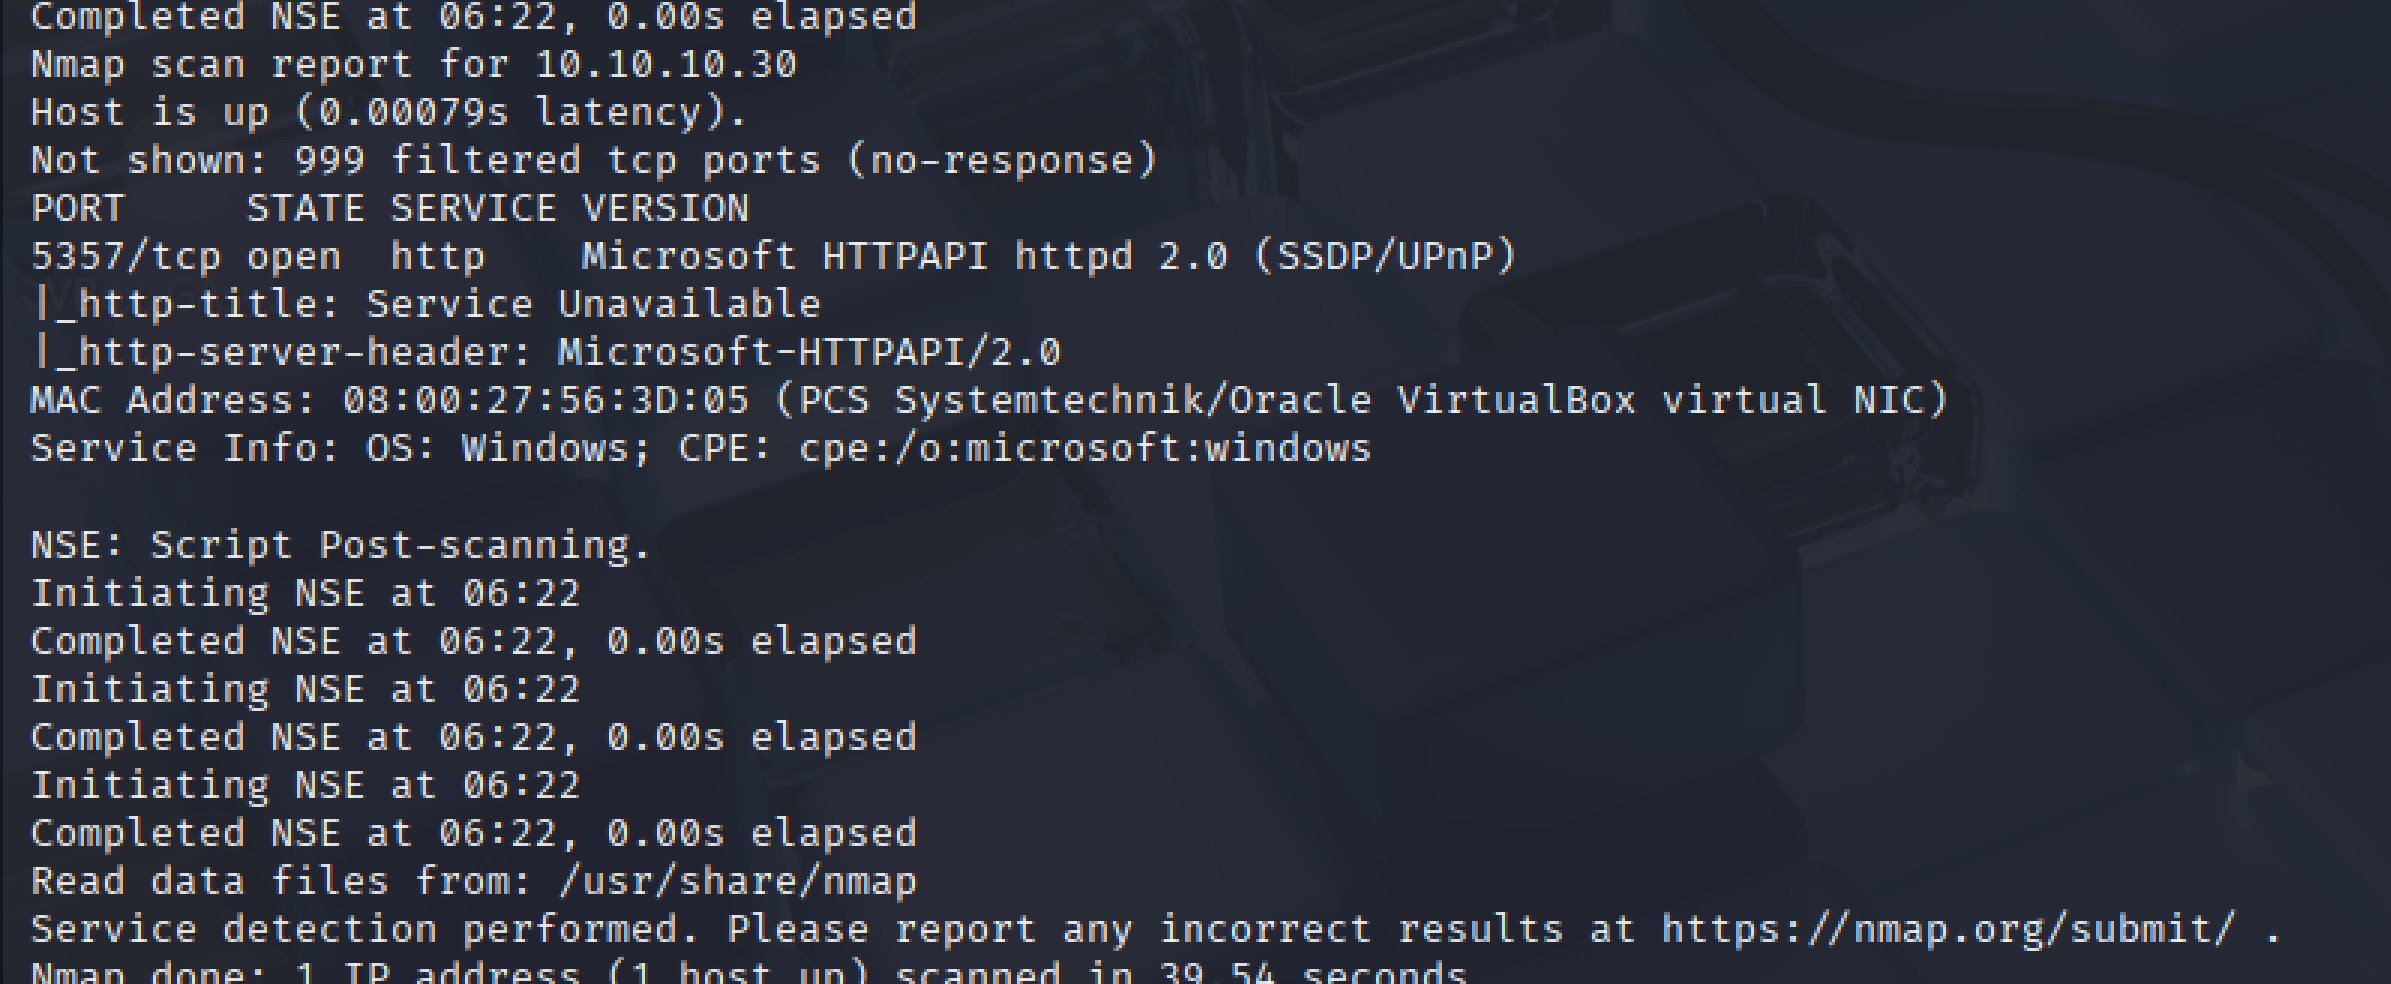 Completed NSE at 06:22, 0.00s elapsed
Nmap scan report for 10.10.10.30
Host is up (0.00079s latency).
Not shown: 999 filtered tcp ports (no-response)
PORT     STATE SERVICE VERSION
5357/tcp open  http    Microsoft HTTPAPI httpd 2.0 (SSDP/UPnP)
|_http-title: Service Unavailable
|_http-server-header: Microsoft-HTTPAPI/2.0
MAC Address: 08:00:27:56:3D:05 (PCS Systemtechnik/Oracle VirtualBox virtual NIC)
Service Info: OS: Windows; CPE: cpe:/o:microsoft:windows

NSE: Script Post-scanning.
Initiating NSE at 06:22
Completed NSE at 06:22, 0.00s elapsed
Initiating NSE at 06:22
Completed NSE at 06:22, 0.00s elapsed
Initiating NSE at 06:22
Completed NSE at 06:22, 0.00s elapsed
Read data files from: /usr/share/nmap
Service detection performed. Please report any incorrect results at https://nmap.org/submit/ .
Nmap done: 1 IP address (1 host up) scanned in 39.54 seconds